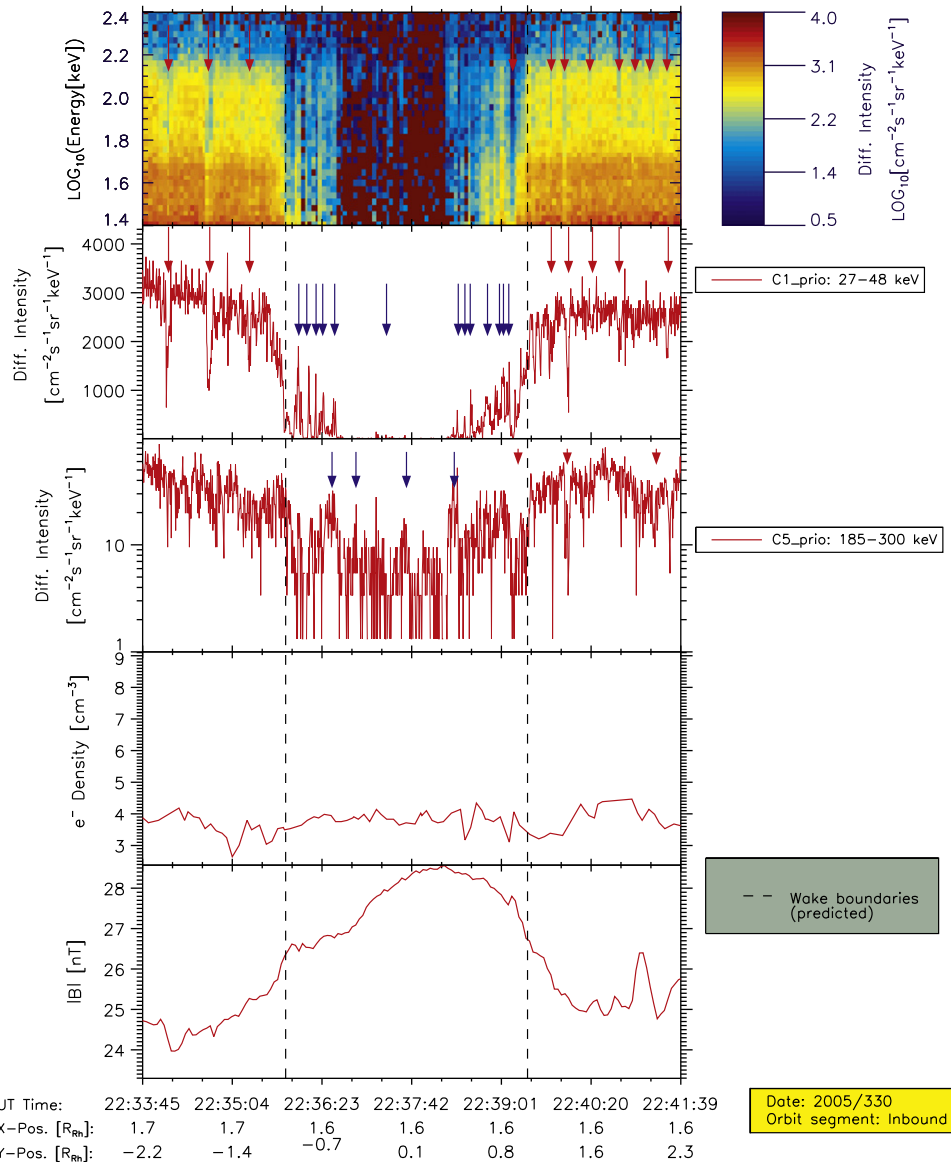 2.4
2.2
2.0
1.8
1.6
1.4
LOG10(Energy[keV])
4.0
3.1
2.2
1.4
0.5
Diff. Intensity
LOG10[cm−2s−1sr−1keV−1]
4000
3000
2000
1000
Diff. Intensity
[cm−2s−1sr−1keV−1]
C1_prio: 27−48 keV
10
1
Diff. Intensity
[cm−2s−1sr−1keV−1]
C5_prio: 185−300 keV
9
8
7
6
5
4
3
e− Density [cm−3]
28
27
26
25
24
|B| [nT]
−− Wake boundaries
(predicted)
UT Time: 22:33:45 22:35:04 22:36:23 22:37:42 22:39:01 22:40:20 22:41:39
X−Pos. [RRh]: 1.7 1.7 1.6 1.6 1.6 1.6 1.6
Y−Pos. [RRh]: −2.2 −1.4 −0.7 0.1 0.8 1.6 2.3
Date: 2005/330
Orbit segment: Inbound